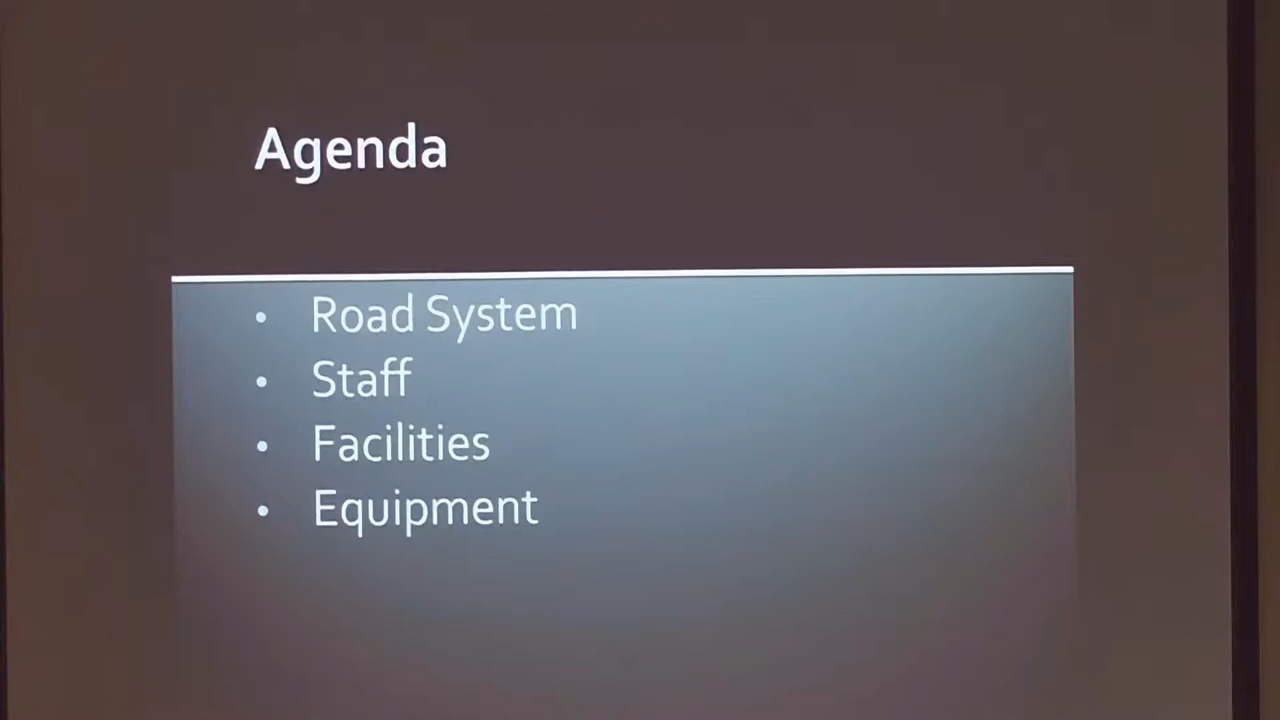 Agenda
• Road System
• Staff
• Facilities
• Equipment